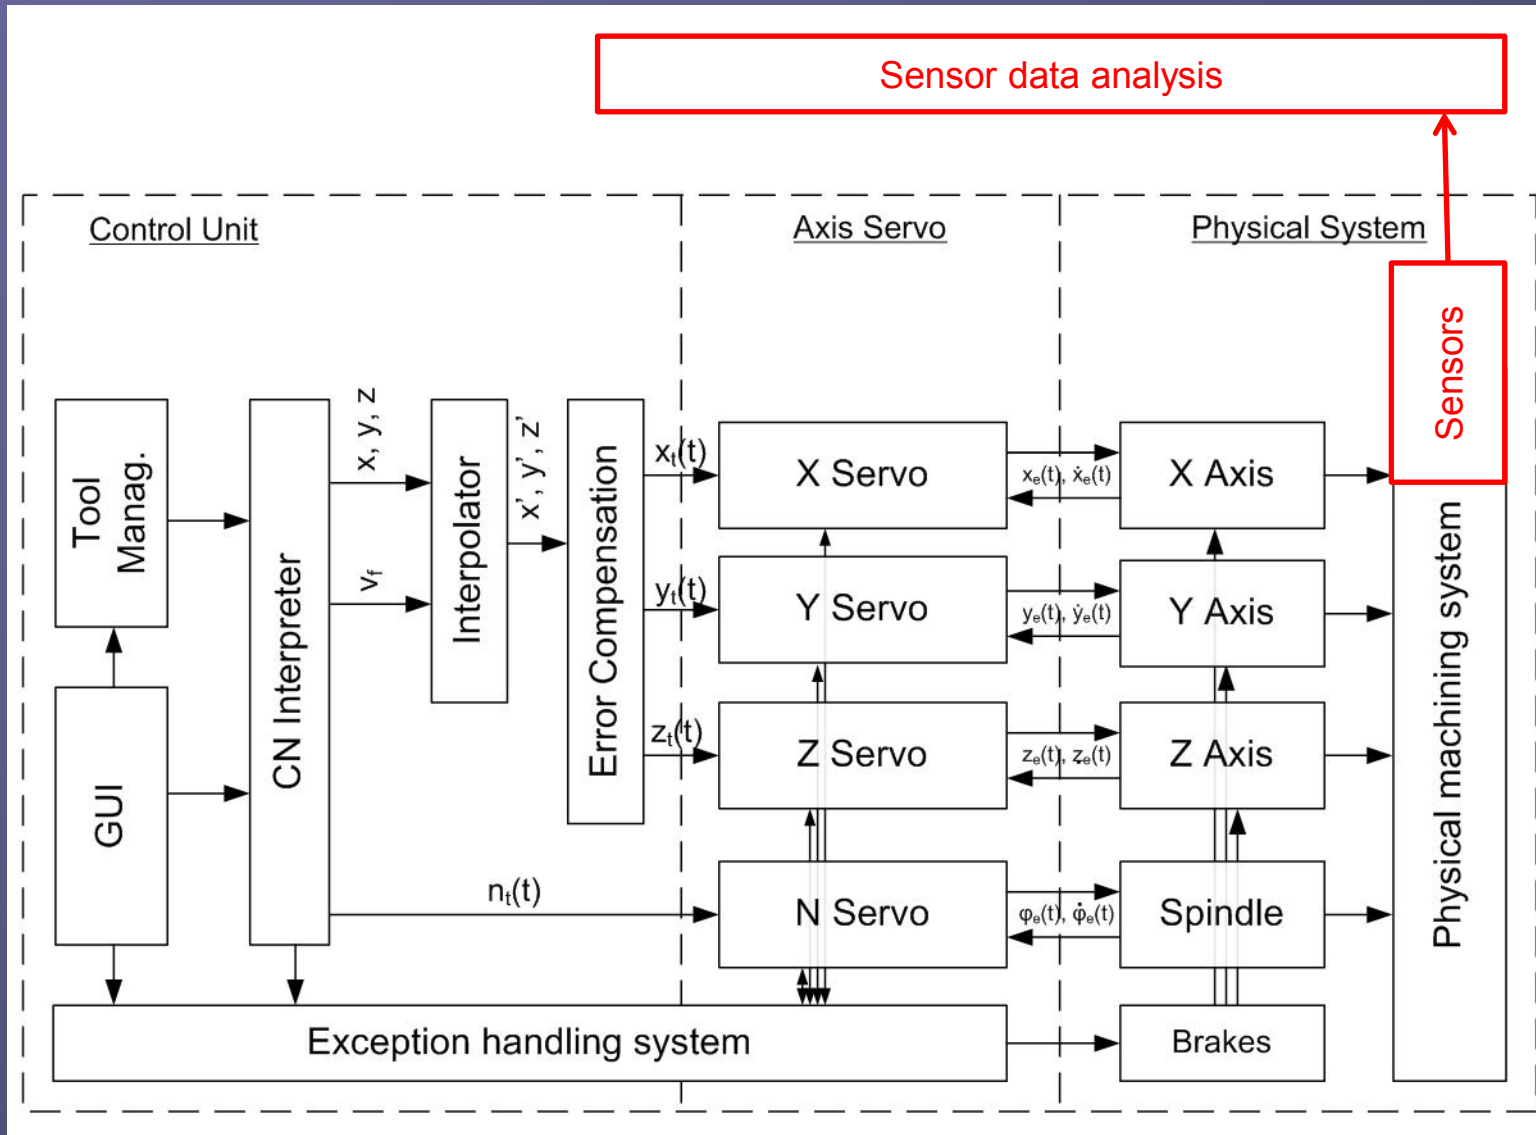 Sensor data analysis
Control Unit
Axis Servo
Physical System
Sensors
Tool
Manag.
GUI
CN Interpreter
x, y, z
v_f
Interpolator
x', y', z'
Error Compensation
xₜ(t)
yₜ(t)
zₜ(t)
nₜ(t)
X Servo
xₑ(t), ẋₑ(t)
X Axis
Y Servo
yₑ(t), ẏₑ(t)
Y Axis
Z Servo
zₑ(t), żₑ(t)
Z Axis
N Servo
φₑ(t), φ̇ₑ(t)
Spindle
Physical machining system
Exception handling system
Brakes